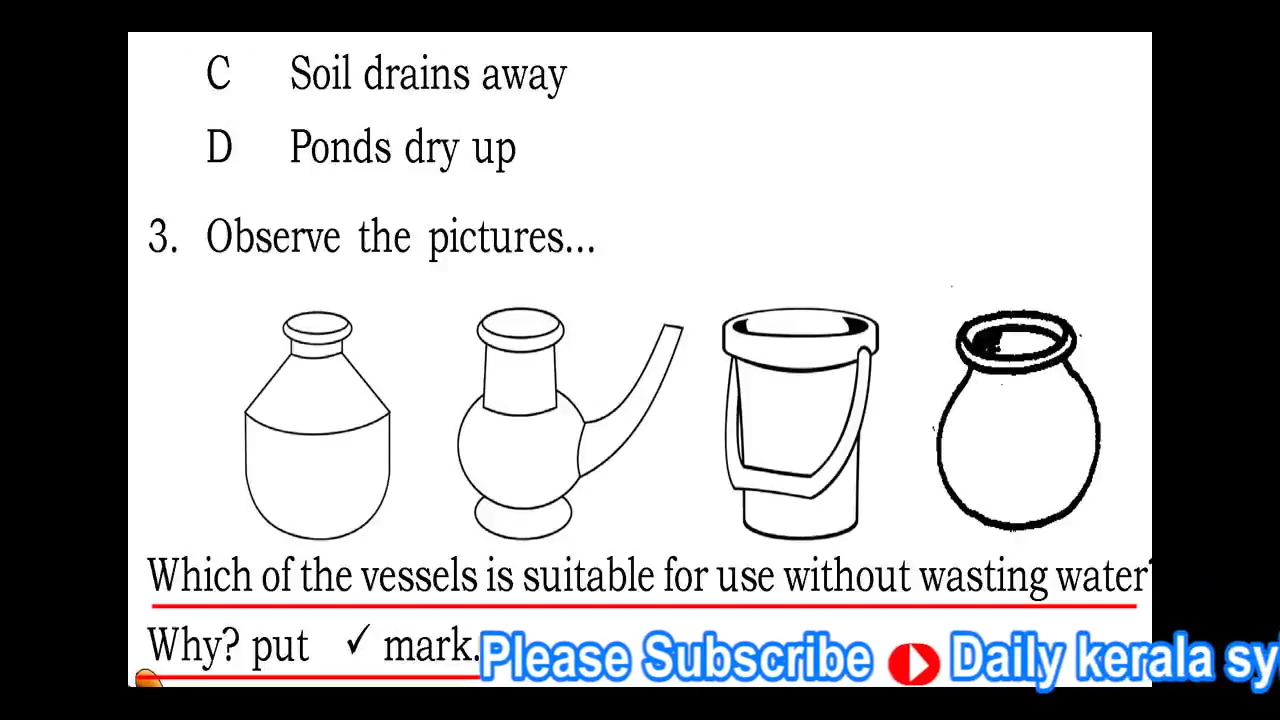 C Soil drains away
D Ponds dry up
3. Observe the pictures...
Which of the vessels is suitable for use without wasting water?
Why? put ✓ mark.
Please Subscribe Daily kerala sy